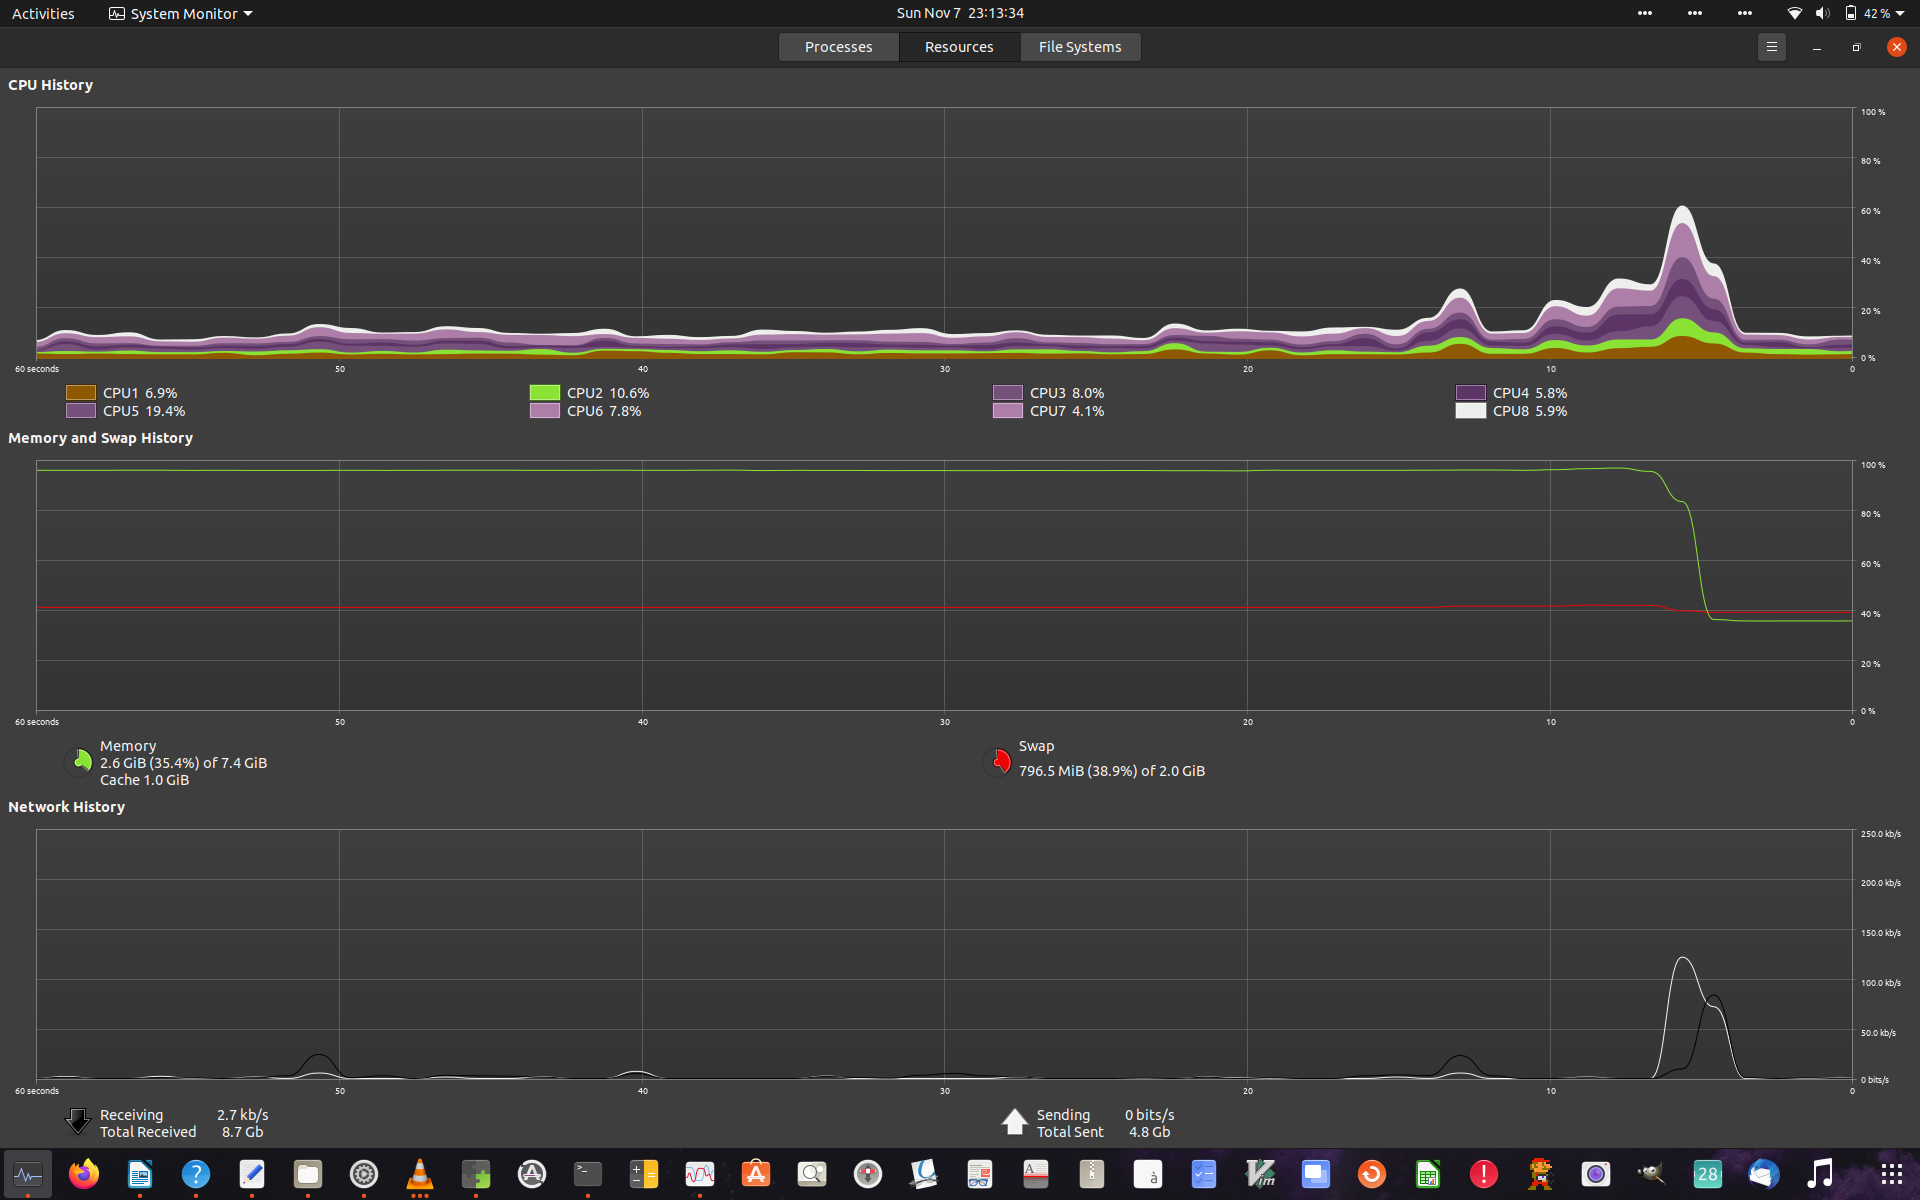 Activities System Monitor Sun Nov 7 23:13:34 42 %
Processes Resources File Systems
CPU History
100 %
80 %
60 %
40 %
20 %
0 %
60 seconds 50 40 30 20 10 0
CPU1 6.9% CPU2 10.6% CPU3 8.0% CPU4 5.8%
CPU5 19.4% CPU6 7.8% CPU7 4.1% CPU8 5.9%
Memory and Swap History
100 %
80 %
60 %
40 %
20 %
0 %
60 seconds 50 40 30 20 10 0
Memory
2.6 GiB (35.4%) of 7.4 GiB
Cache 1.0 GiB
Swap
796.5 MiB (38.9%) of 2.0 GiB
Network History
250.0 kb/s
200.0 kb/s
150.0 kb/s
100.0 kb/s
50.0 kb/s
0 bits/s
60 seconds 50 40 30 20 10 0
Receiving 2.7 kb/s Sending 0 bits/s
Total Received 8.7 Gb Total Sent 4.8 Gb
28